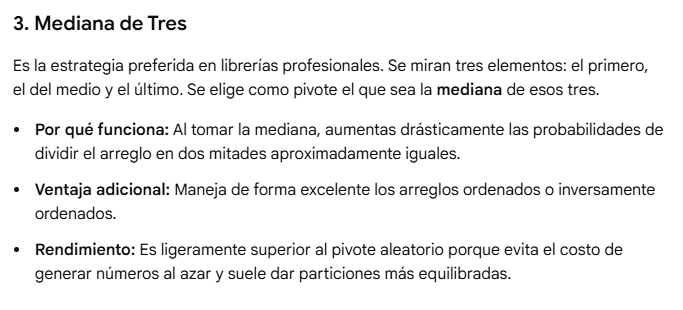 3. Mediana de Tres
Es la estrategia preferida en librerías profesionales. Se miran tres elementos: el primero,
el del medio y el último. Se elige como pivote el que sea la mediana de esos tres.
• Por qué funciona: Al tomar la mediana, aumentas drásticamente las probabilidades de
dividir el arreglo en dos mitades aproximadamente iguales.
• Ventaja adicional: Maneja de forma excelente los arreglos ordenados o inversamente
ordenados.
• Rendimiento: Es ligeramente superior al pivote aleatorio porque evita el costo de
generar números al azar y suele dar particiones más equilibradas.